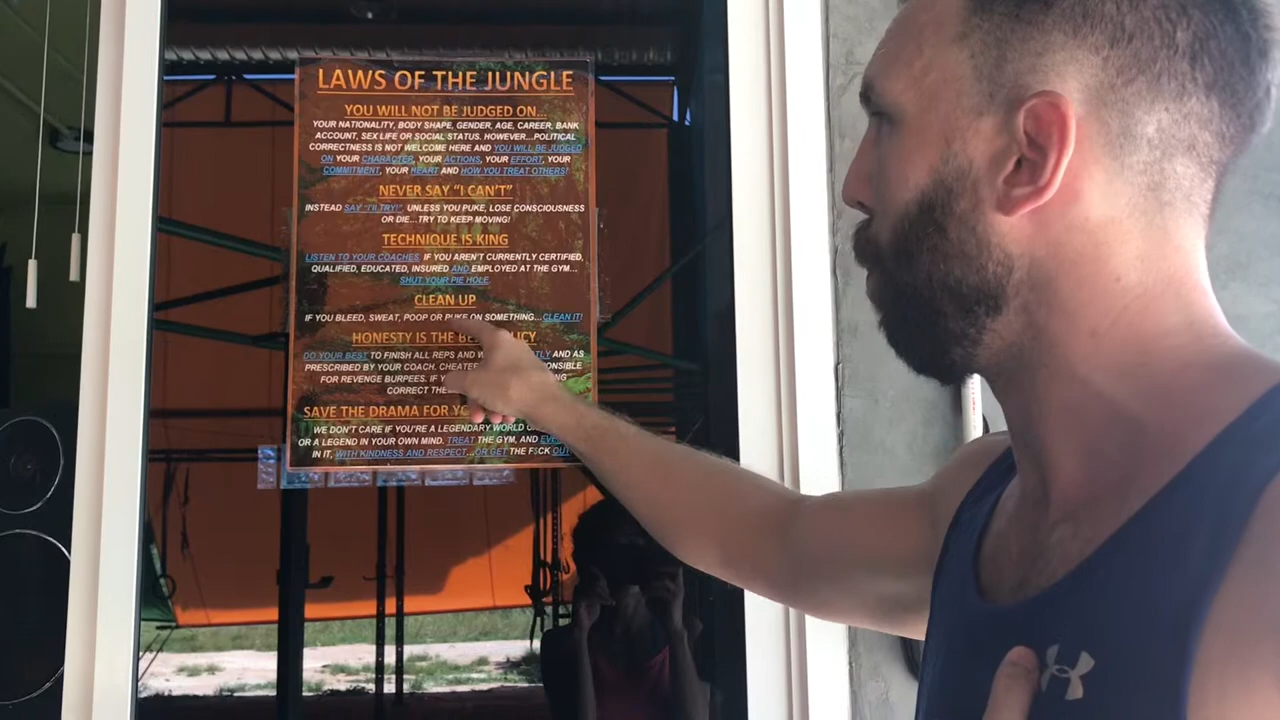 LAWS OF THE JUNGLE
YOU WILL NOT BE JUDGED ON...
YOUR NATIONALITY, BODY SHAPE, GENDER, AGE, CAREER, BANK
ACCOUNT, SEX LIFE OR SOCIAL STATUS. HOWEVER...POLITICAL
CORRECTNESS IS NOT WELCOME HERE AND YOU WILL BE JUDGED
ON YOUR CHARACTER, YOUR ACTIONS, YOUR EFFORT, YOUR
COMMITMENT, YOUR HEART AND HOW YOU TREAT OTHERS!
NEVER SAY "I CAN'T"
INSTEAD SAY "I'll TRY!". UNLESS YOU PUKE, LOSE CONSCIOUSNESS
OR DIE...TRY TO KEEP MOVING!
TECHNIQUE IS KING
LISTEN TO YOUR COACHES. IF YOU AREN'T CURRENTLY CERTIFIED,
QUALIFIED, EDUCATED, INSURED AND EMPLOYED AT THE GYM...
SHUT YOUR PIE HOLE.
CLEAN UP
IF YOU BLEED, SWEAT, POOP OR PUKE ON SOMETHING...CLEAN IT!
HONESTY IS THE
DO YOUR BEST TO FINISH ALL REPS AND AND AS
PRESCRIBED BY YOUR COACH.
FOR REVENGE BURPEES. IF
CORRECT
SAVE THE DRAMA FOR
WE DON'T CARE IF YOU'RE A LEGENDARY WORLD
OR A LEGEND IN YOUR OWN MIND. TREAT THE GYM, AND
IN IT, WITH KINDNESS AND RESPECT...OR GET THE F$CK OUT